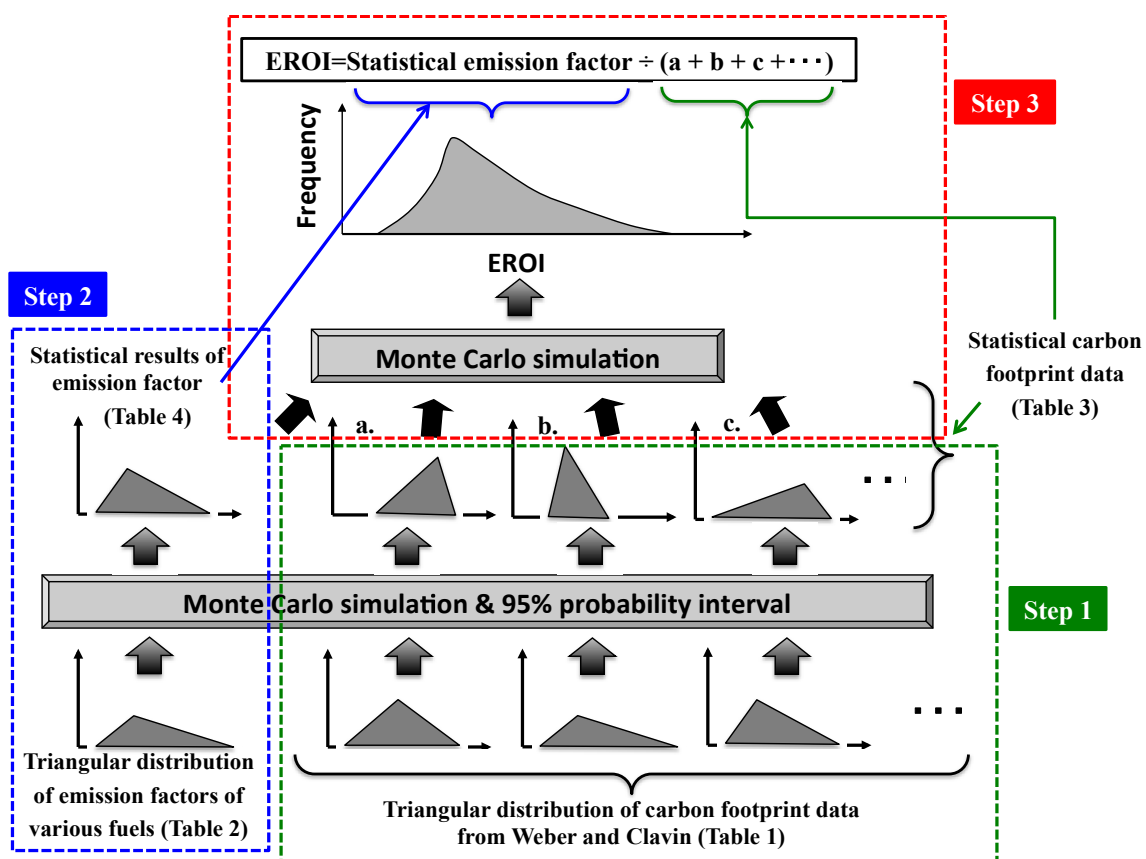 EROI=Statistical emission factor ÷ (a + b + c +･･･)
Step 3
Frequency
EROI
Step 2
Statistical results of
emission factor
(Table 4)
Monte Carlo simulation
Statistical carbon
footprint data
(Table 3)
a.
b.
c.
･･･
Monte Carlo simulation & 95% probability interval
Step 1
･･･
Triangular distribution
of emission factors of
various fuels (Table 2)
Triangular distribution of carbon footprint data
from Weber and Clavin (Table 1)